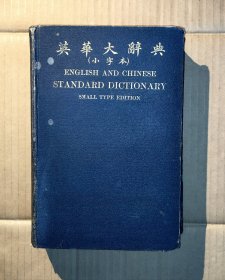 英華大辭典
(小字本)
ENGLISH AND CHINESE
STANDARD DICTIONARY
SMALL TYPE EDITION